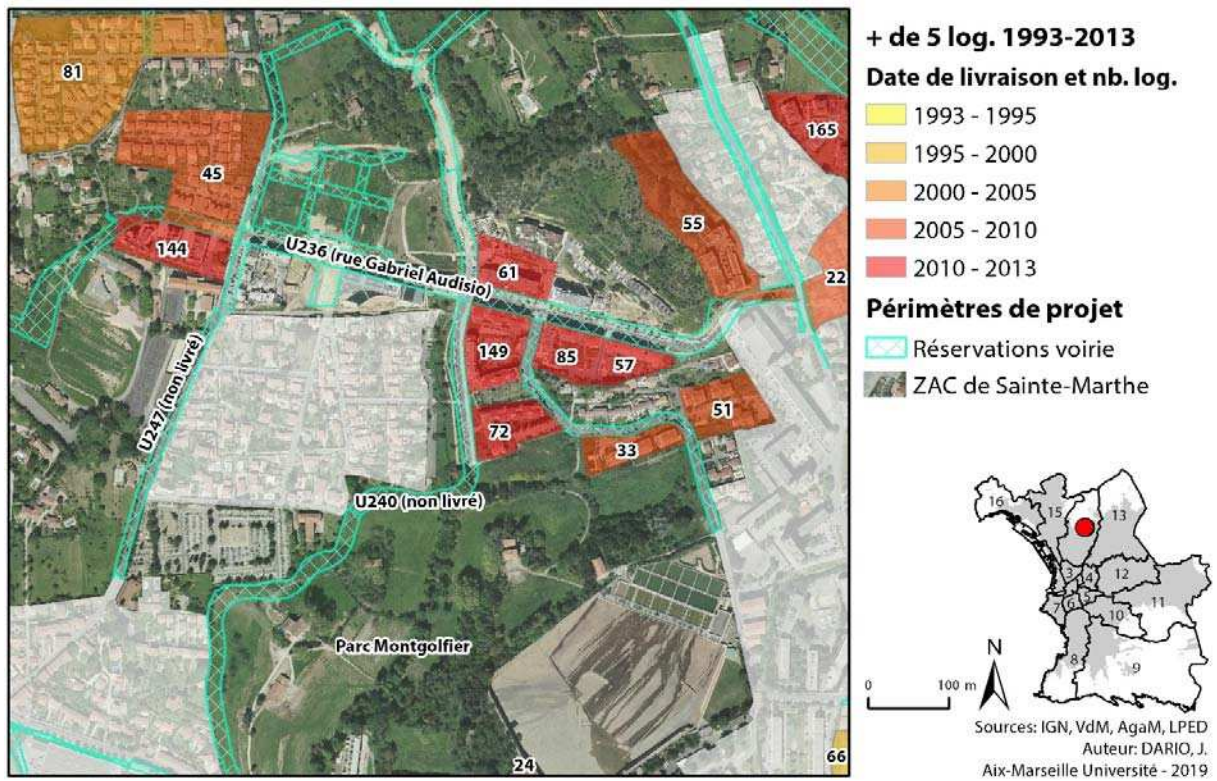 81
45
144
U236 (rue Gabriel Audisio)
61
55
165
22
149
85
57
72
33
51
U247 (non livré)
U240 (non livré)
Parc Montgolfier
24
66
+ de 5 log. 1993-2013
Date de livraison et nb. log.
1993 - 1995
1995 - 2000
2000 - 2005
2005 - 2010
2010 - 2013
Périmètres de projet
Réservations voirie
ZAC de Sainte-Marthe
16
15
13
3
4
12
7
6
5
11
10
8
9
N
0 100 m
Sources: IGN, VdM, AgaM, LPED
Auteur: DARIO, J.
Aix-Marseille Université - 2019